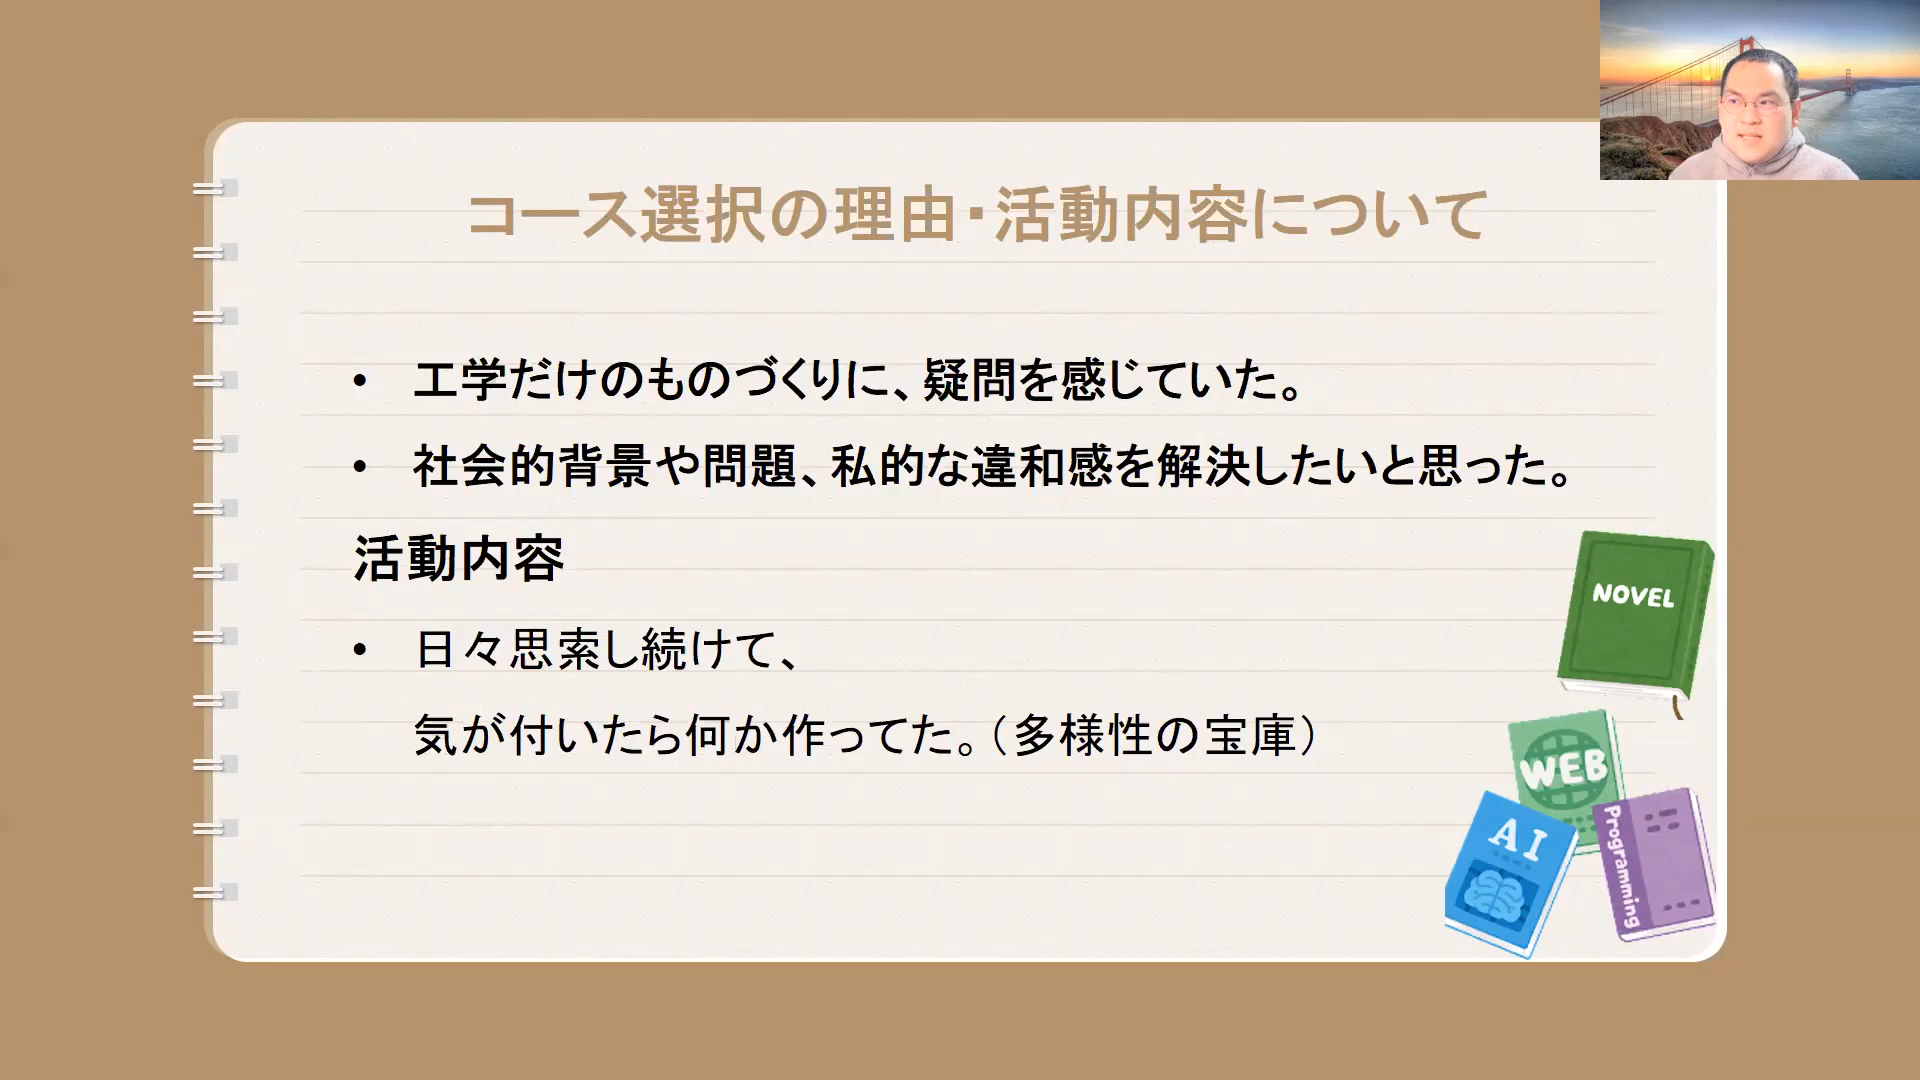 コース選択の理由・活動内容について
• 工学だけのものづくりに、疑問を感じていた。
• 社会的背景や問題、私的な違和感を解決したいと思った。
活動内容
• 日々思索し続けて、
気が付いたら何か作ってた。（多様性の宝庫）
NOVEL
WEB
AI
Programming